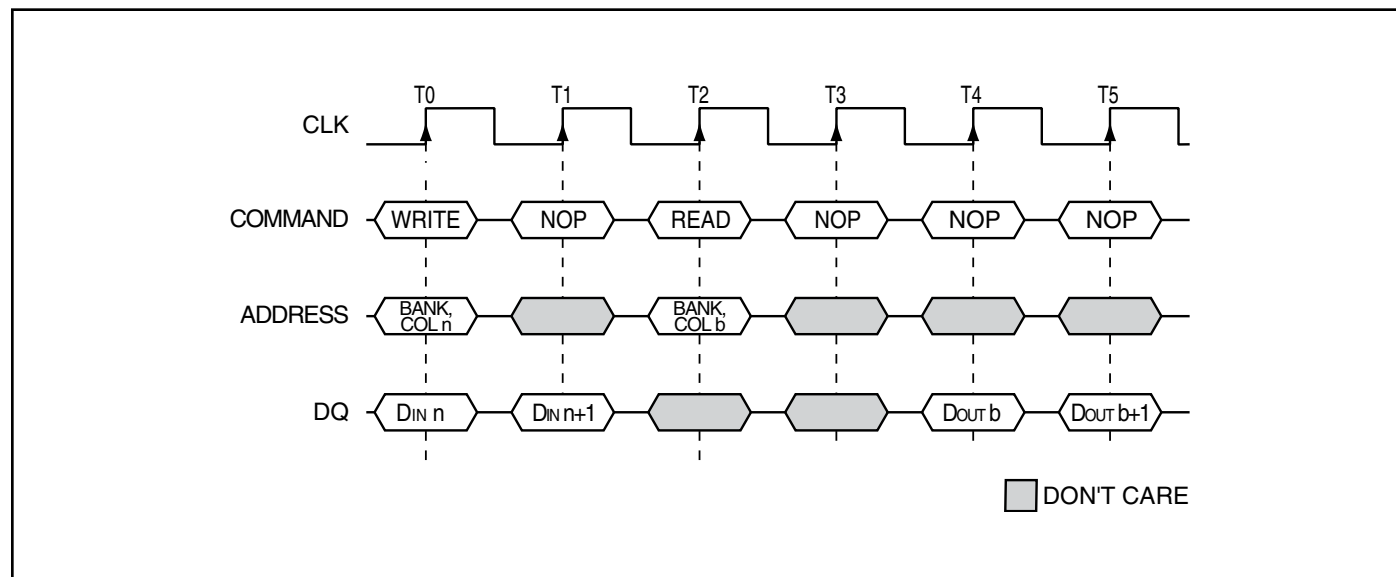 T0 T1 T2 T3 T4 T5
CLK
COMMAND WRITE NOP READ NOP NOP NOP
ADDRESS BANK, COL n BANK, COL b
DQ DIN n DIN n+1 DOUT b DOUT b+1
DON'T CARE